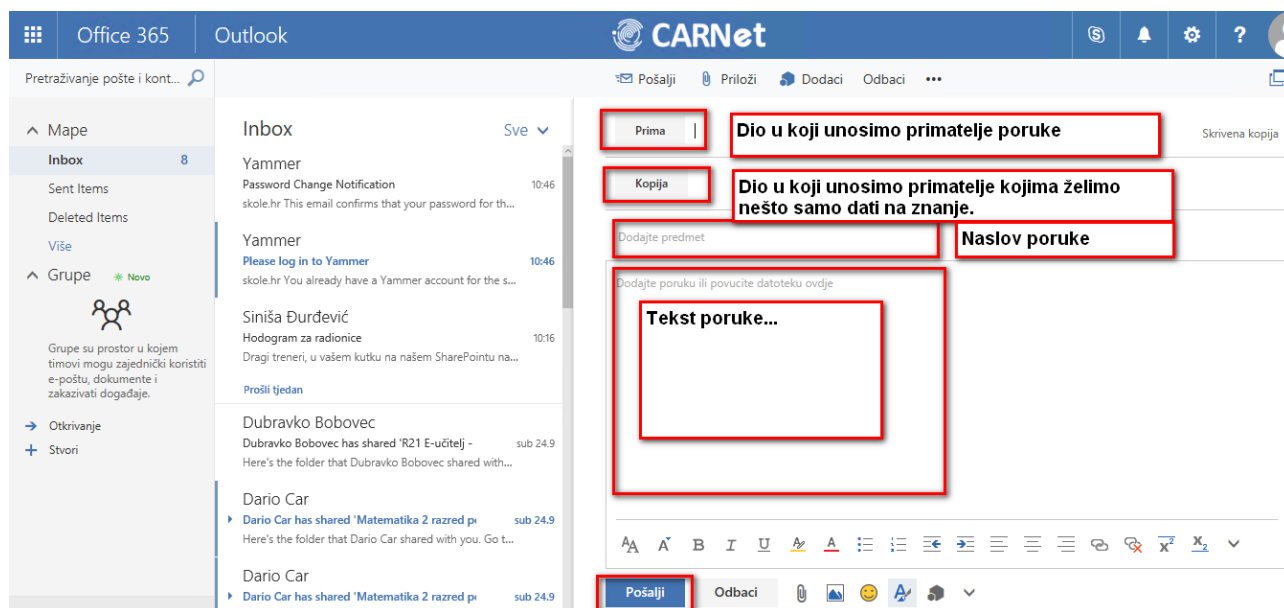 Office 365
Outlook
CARNet
?
Pretraživanje pošte i kont...
Pošalji
Priloži
Dodaci
Odbaci
•••
Mape
Inbox 8
Sent Items
Deleted Items
Više
Grupe
Novo
Grupe su prostor u kojem
timovi mogu zajednički koristiti
e-poštu, dokumente i
zakazivati događaje.
Otkrivanje
Stvori
Inbox
Sve
Yammer
Password Change Notification 10:46
skole.hr This email confirms that your password for th...
Yammer
Please log in to Yammer 10:46
skole.hr You already have a Yammer account for the s...
Siniša Đurđević
Hodogram za radionice 10:16
Dragi treneri, u vašem kutku na našem SharePointu na...
Prošli tjedan
Dubravko Bobovec
Dubravko Bobovec has shared 'R21 E-učitelj - sub 24.9
Here's the folder that Dubravko Bobovec shared with...
Dario Car
Dario Car has shared 'Matematika 2 razred p sub 24.9
Here's the folder that Dario Car shared with you. Go t...
Dario Car
Dario Car has shared 'Matematika 2 razred p sub 24.9
Prima
Dio u koji unosimo primatelje poruke
Skrivena kopija
Kopija
Dio u koji unosimo primatelje kojima želimo
nešto samo dati na znanje.
Dodajte predmet
Naslov poruke
Dodajte poruku ili povucite datoteku ovdje
Tekst poruke...
Pošalji
Odbaci